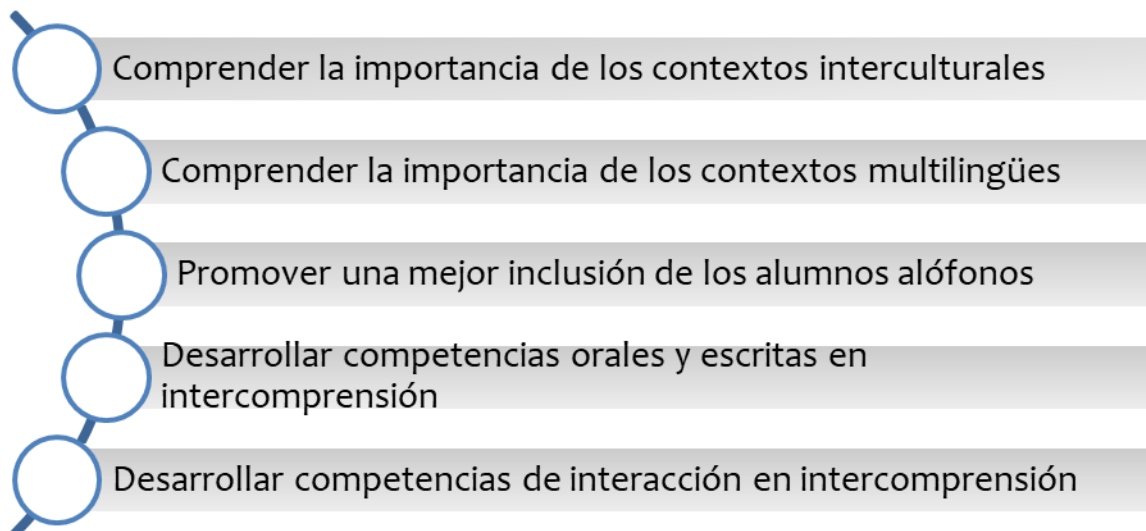 Comprender la importancia de los contextos interculturales
Comprender la importancia de los contextos multilingües
Promover una mejor inclusión de los alumnos alófonos
Desarrollar competencias orales y escritas en
intercomprensión
Desarrollar competencias de interacción en intercomprensión